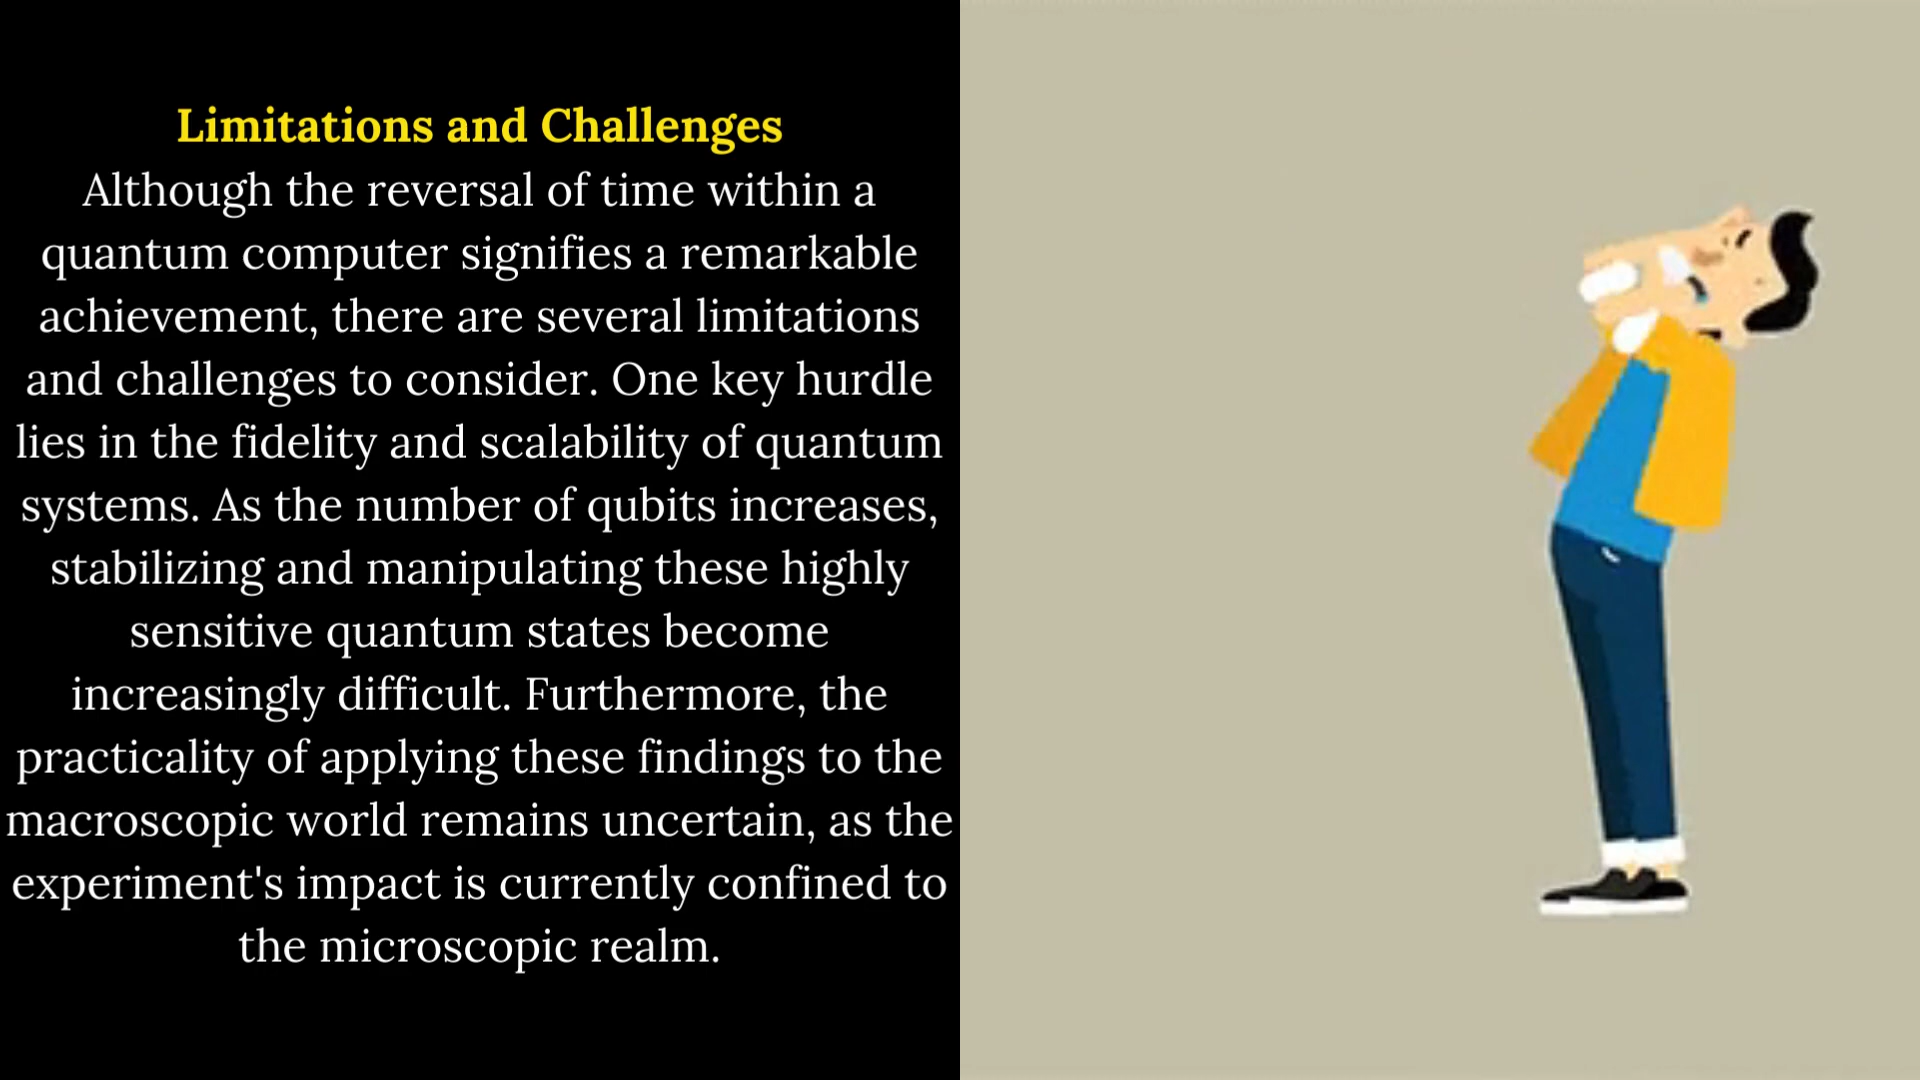 Limitations and Challenges
Although the reversal of time within a
quantum computer signifies a remarkable
achievement, there are several limitations
and challenges to consider. One key hurdle
lies in the fidelity and scalability of quantum
systems. As the number of qubits increases,
stabilizing and manipulating these highly
sensitive quantum states become
increasingly difficult. Furthermore, the
practicality of applying these findings to the
macroscopic world remains uncertain, as the
experiment's impact is currently confined to
the microscopic realm.